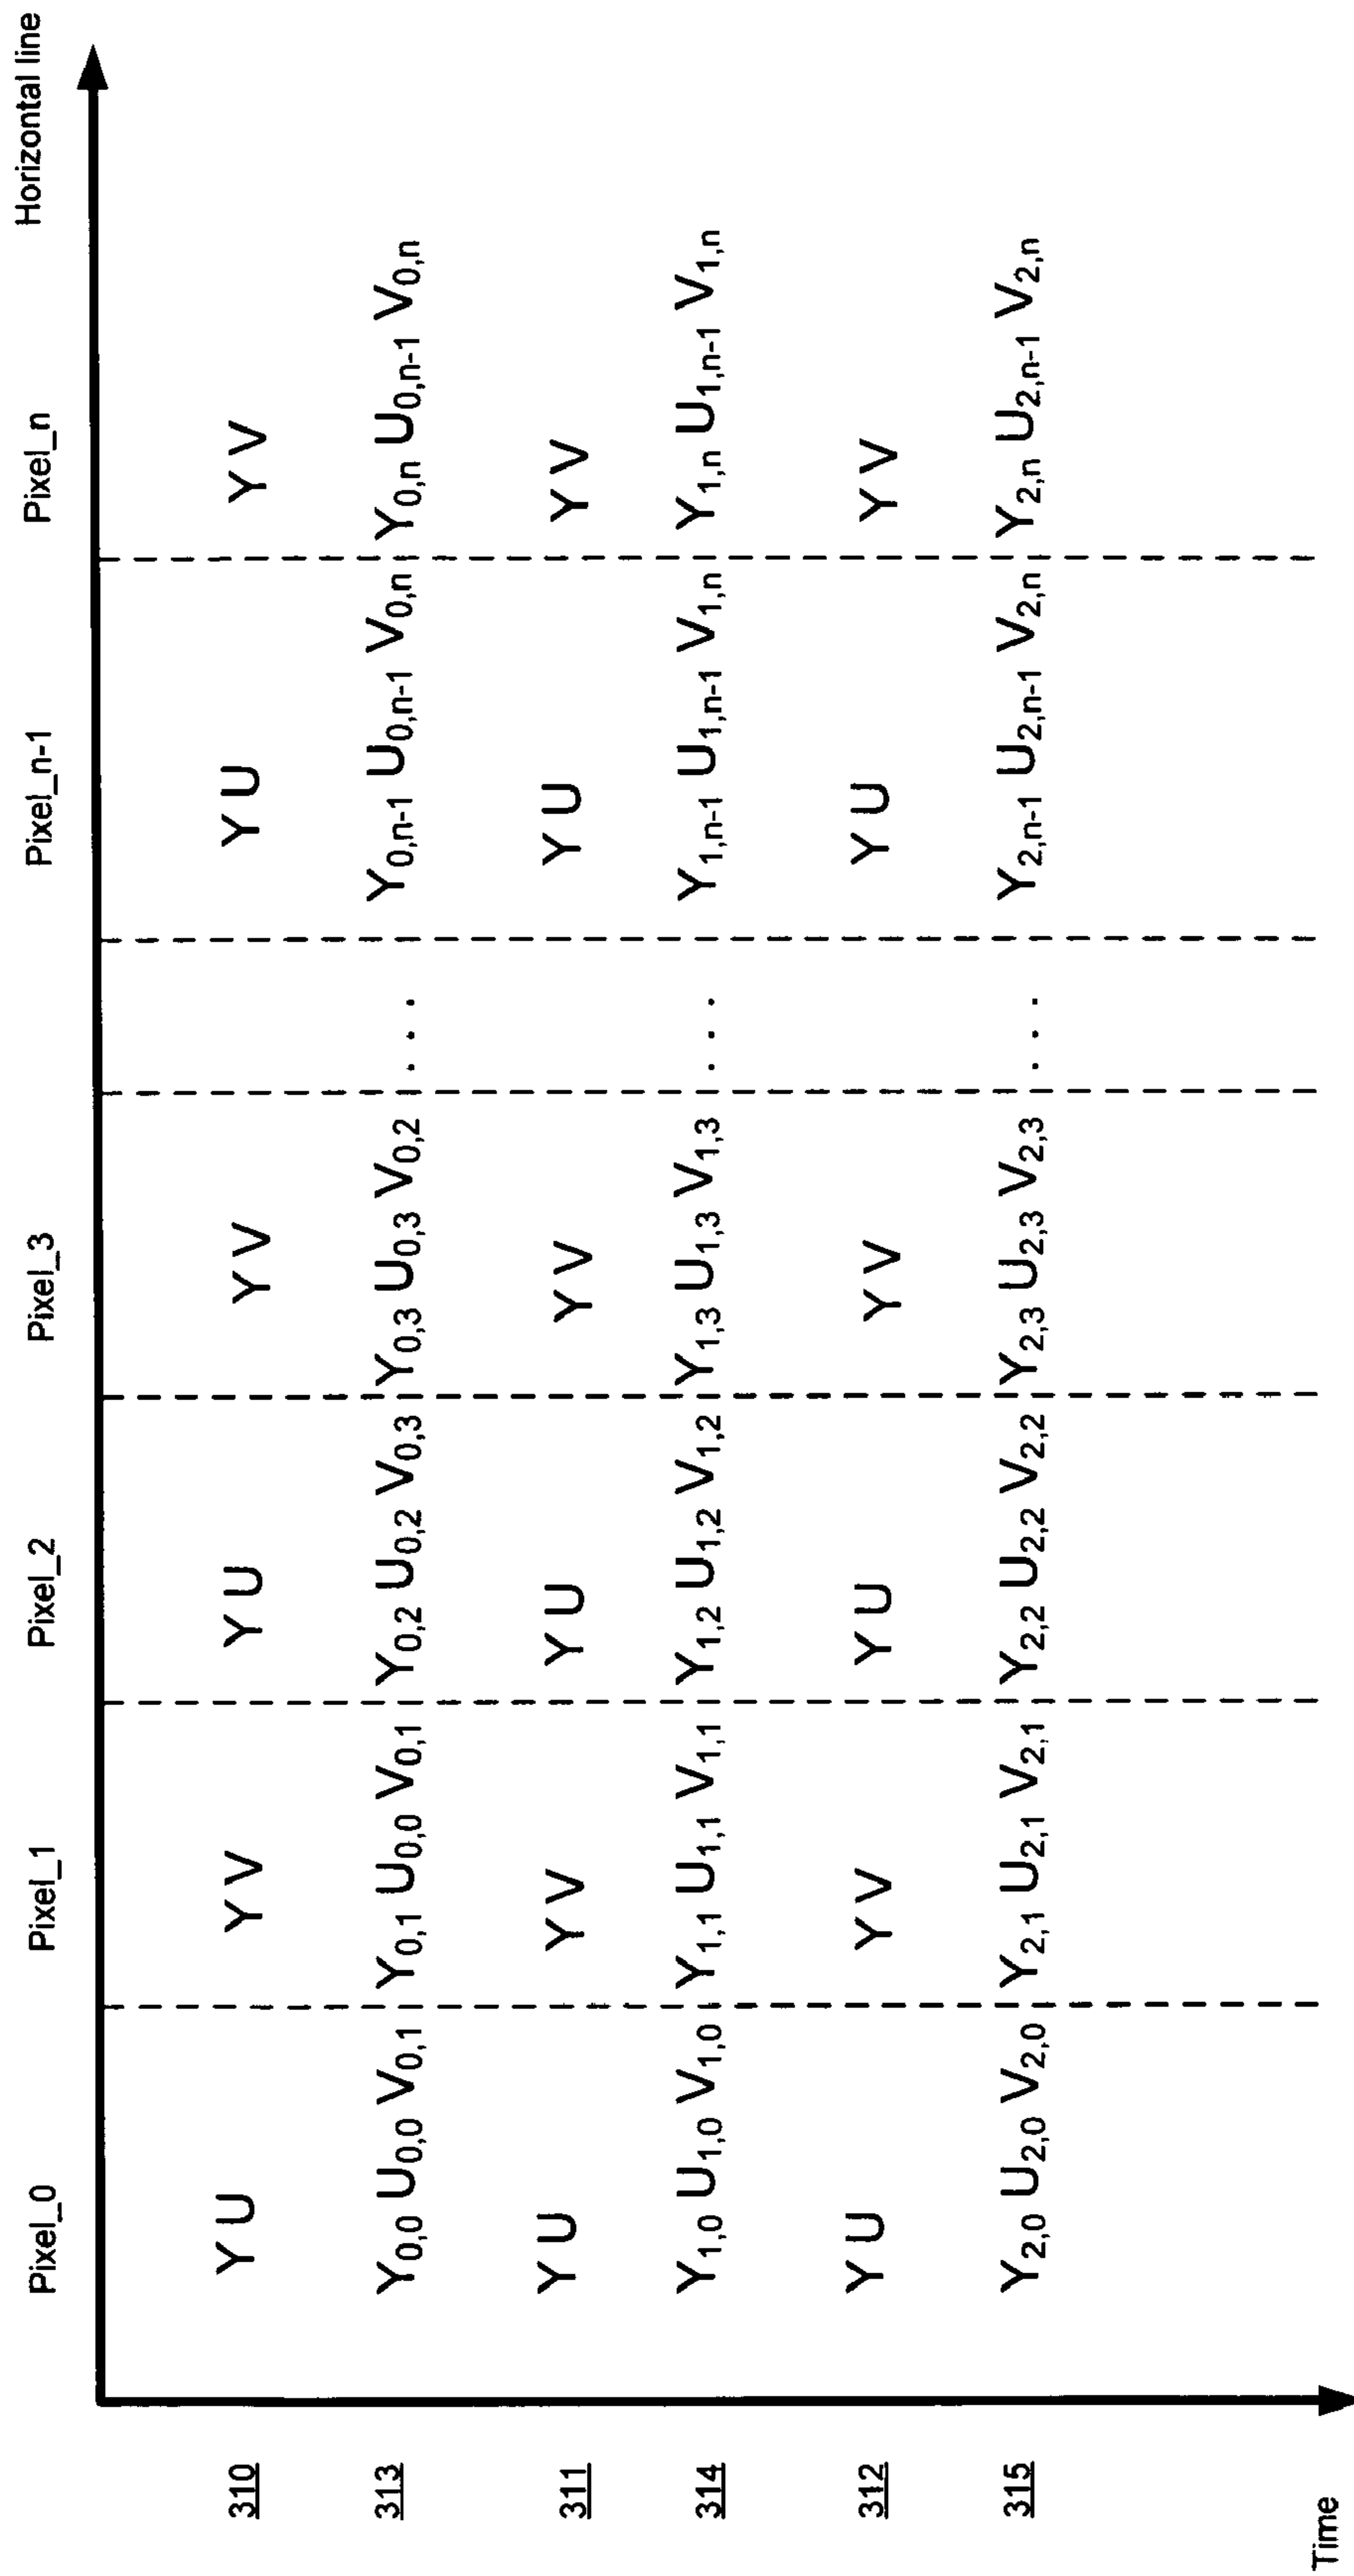 Horizontal line
Pixel_0 Pixel_1 Pixel_2 Pixel_3 Pixel_n-1 Pixel_n
310 Y U Y V Y U Y V Y U Y V
313 Y0,0 U0,0 V0,1 Y0,1 U0,0 V0,1 Y0,2 U0,2 V0,3 Y0,3 U0,3 V0,2 . . . Y0,n-1 U0,n-1 V0,n Y0,n U0,n-1 V0,n
311 Y U Y V Y U Y V Y U Y V
314 Y1,0 U1,0 V1,0 Y1,1 U1,1 V1,1 Y1,2 U1,2 V1,2 Y1,3 U1,3 V1,3 . . . Y1,n-1 U1,n-1 V1,n Y1,n U1,n-1 V1,n
312 Y U Y V Y U Y V Y U Y V
315 Y2,0 U2,0 V2,0 Y2,1 U2,1 V2,1 Y2,2 U2,2 V2,2 Y2,3 U2,3 V2,3 . . . Y2,n-1 U2,n-1 V2,n Y2,n U2,n-1 V2,n
Time